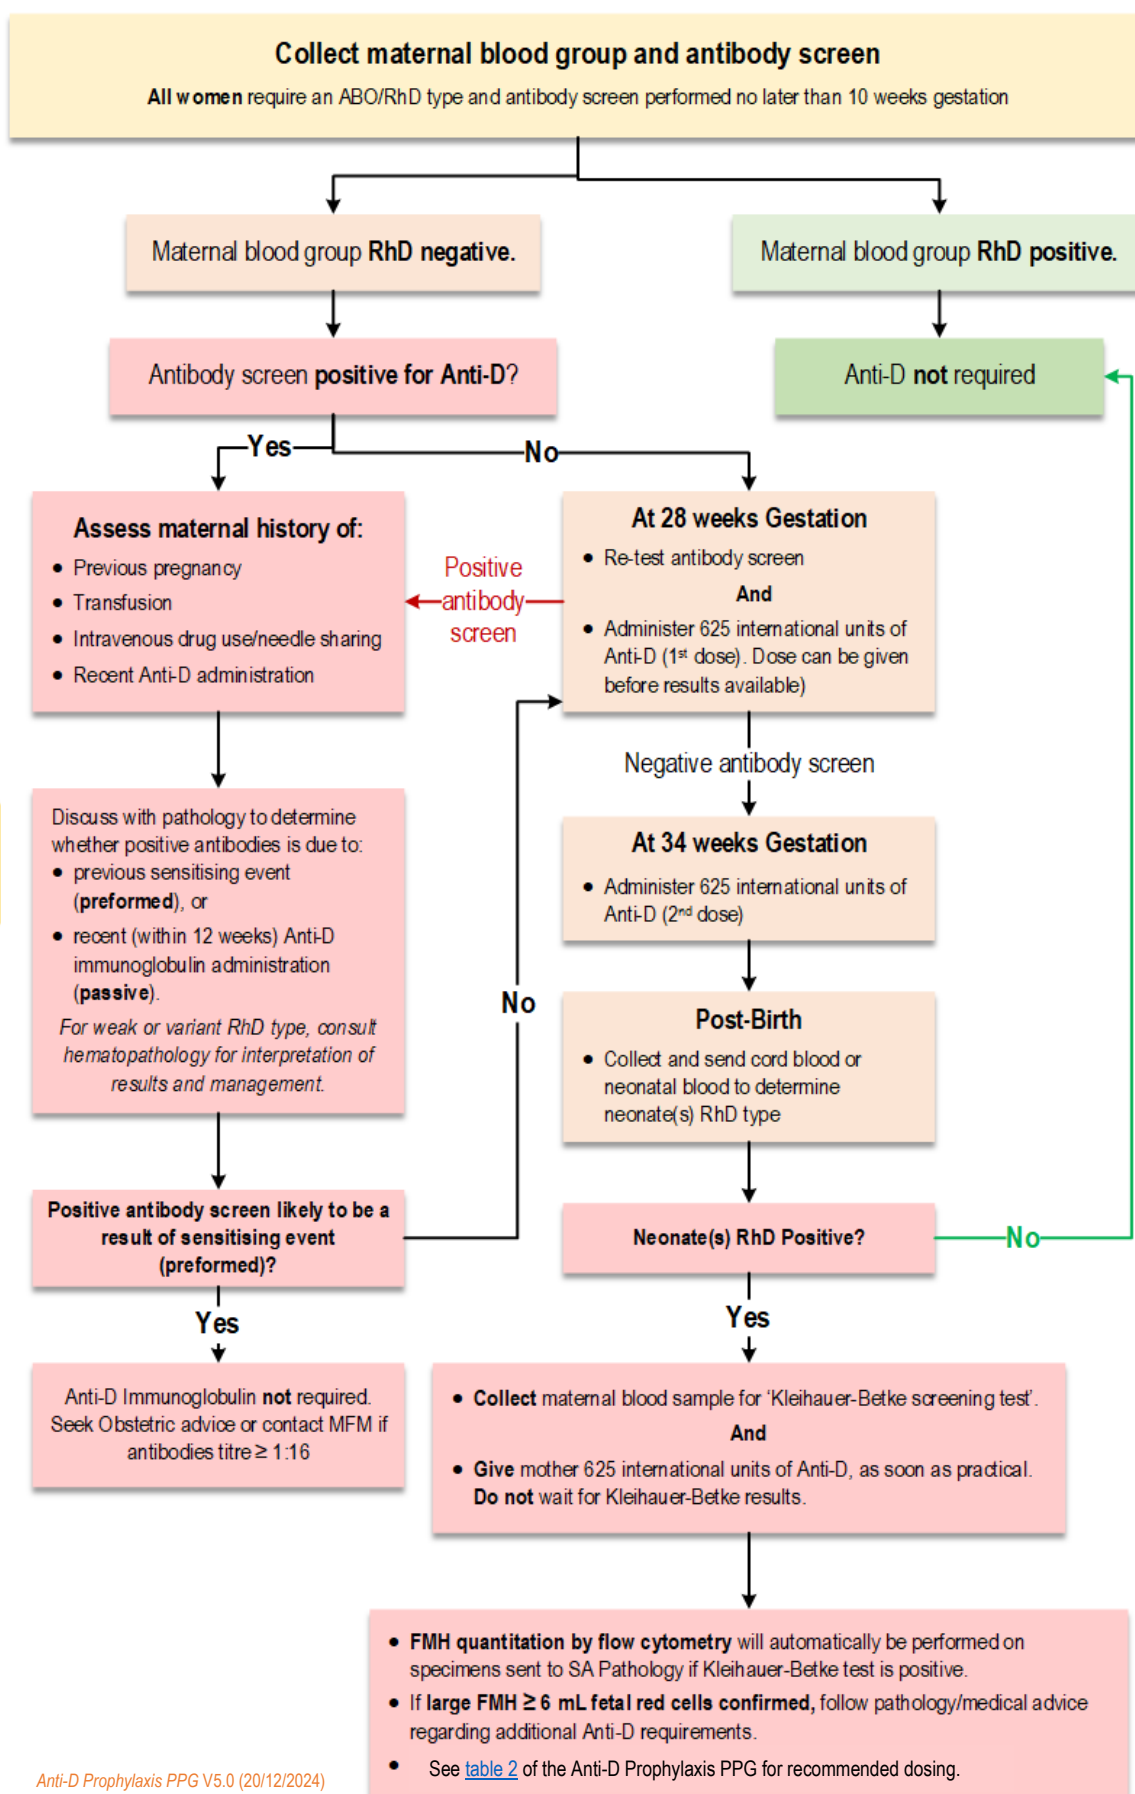 Collect maternal blood group and antibody screen
All women require an ABO/RhD type and antibody screen performed no later than 10 weeks gestation
Maternal blood group RhD negative.
Maternal blood group RhD positive.
Antibody screen positive for Anti-D?
Anti-D not required
Yes
No
Assess maternal history of:
• Previous pregnancy
• Transfusion
• Intravenous drug use/needle sharing
• Recent Anti-D administration
Positive
antibody
screen
At 28 weeks Gestation
• Re-test antibody screen
And
• Administer 625 international units of
Anti-D (1st dose). Dose can be given
before results available)
Negative antibody screen
Discuss with pathology to determine
whether positive antibodies is due to:
• previous sensitising event
(preformed), or
• recent (within 12 weeks) Anti-D
immunoglobulin administration
(passive).
For weak or variant RhD type, consult
hematopathology for interpretation of
results and management.
At 34 weeks Gestation
• Administer 625 international units of
Anti-D (2nd dose)
No
Post-Birth
• Collect and send cord blood or
neonatal blood to determine
neonate(s) RhD type
Positive antibody screen likely to be a
result of sensitising event
(preformed)?
Neonate(s) RhD Positive?
No
Yes
Yes
Anti-D Immunoglobulin not required.
Seek Obstetric advice or contact MFM if
antibodies titre ≥ 1:16
• Collect maternal blood sample for ‘Kleihauer-Betke screening test’.
And
• Give mother 625 international units of Anti-D, as soon as practical.
Do not wait for Kleihauer-Betke results.
• FMH quantitation by flow cytometry will automatically be performed on
specimens sent to SA Pathology if Kleihauer-Betke test is positive.
• If large FMH ≥ 6 mL fetal red cells confirmed, follow pathology/medical advice
regarding additional Anti-D requirements.
• See table 2 of the Anti-D Prophylaxis PPG for recommended dosing.
Anti-D Prophylaxis PPG V5.0 (20/12/2024)